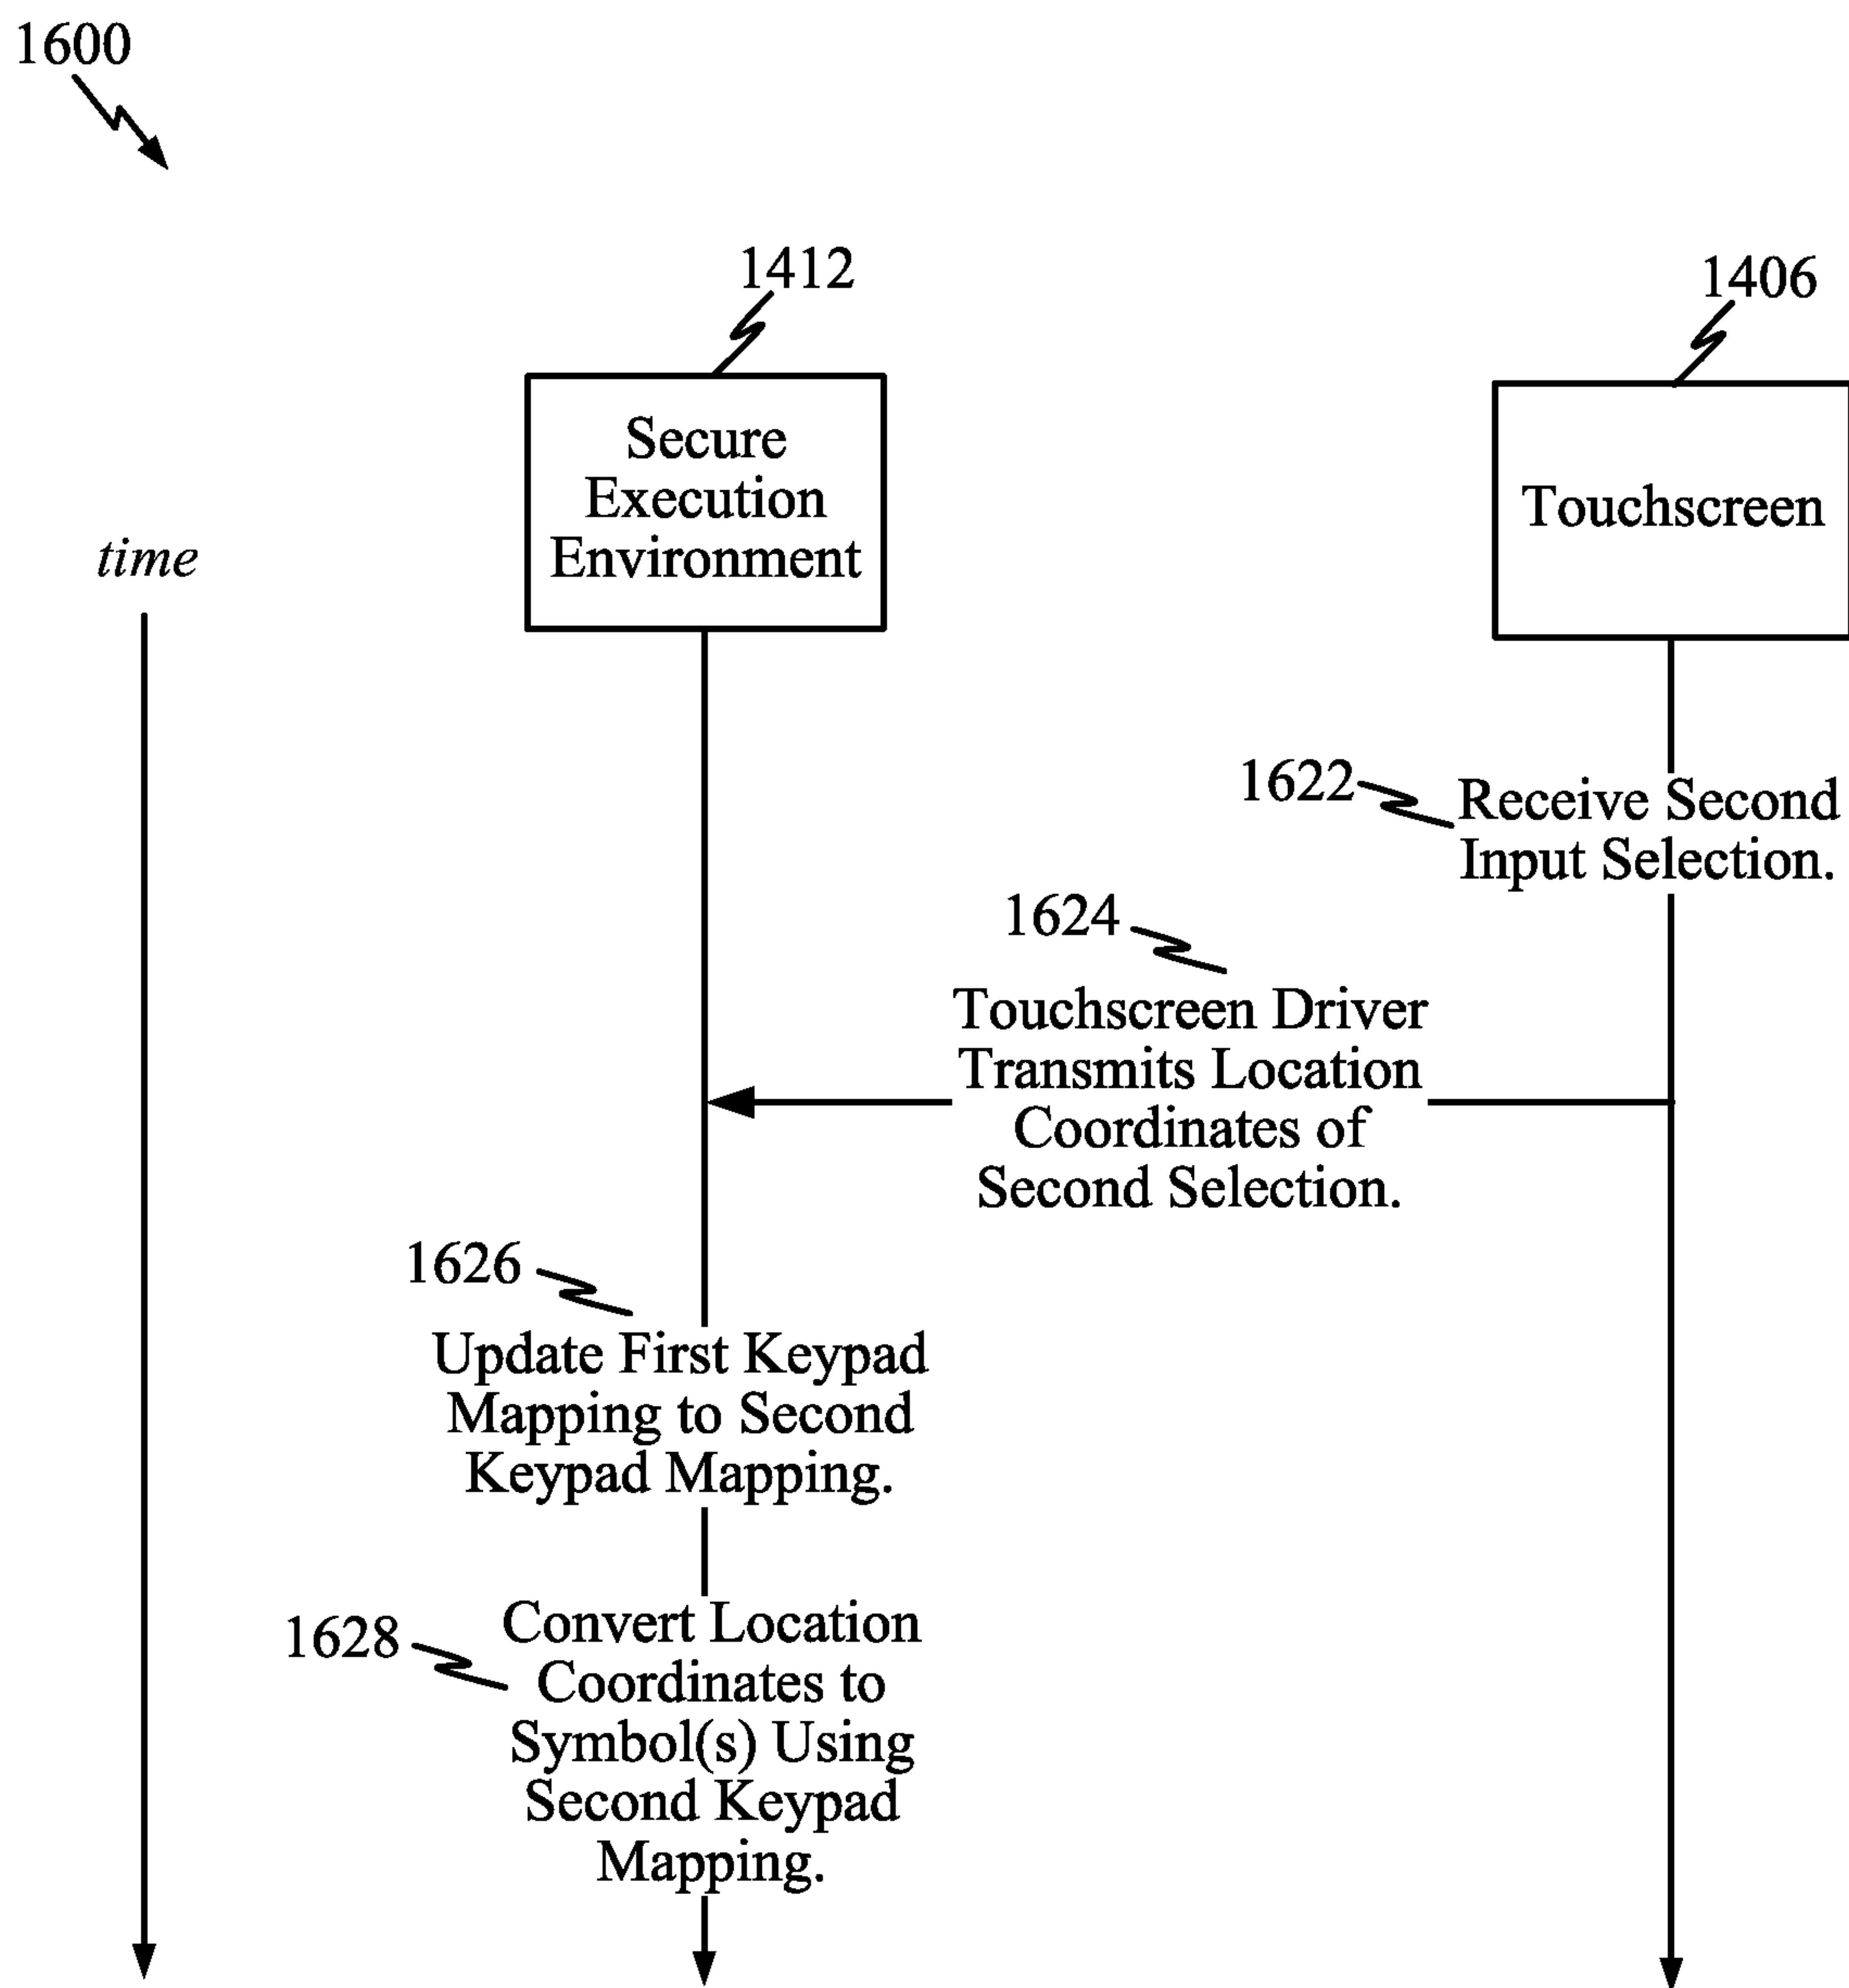 1600
1412
1406
Secure
Execution
Environment
Touchscreen
time
1622
Receive Second
Input Selection.
1624
Touchscreen Driver
Transmits Location
Coordinates of
Second Selection.
1626
Update First Keypad
Mapping to Second
Keypad Mapping.
1628
Convert Location
Coordinates to
Symbol(s) Using
Second Keypad
Mapping.